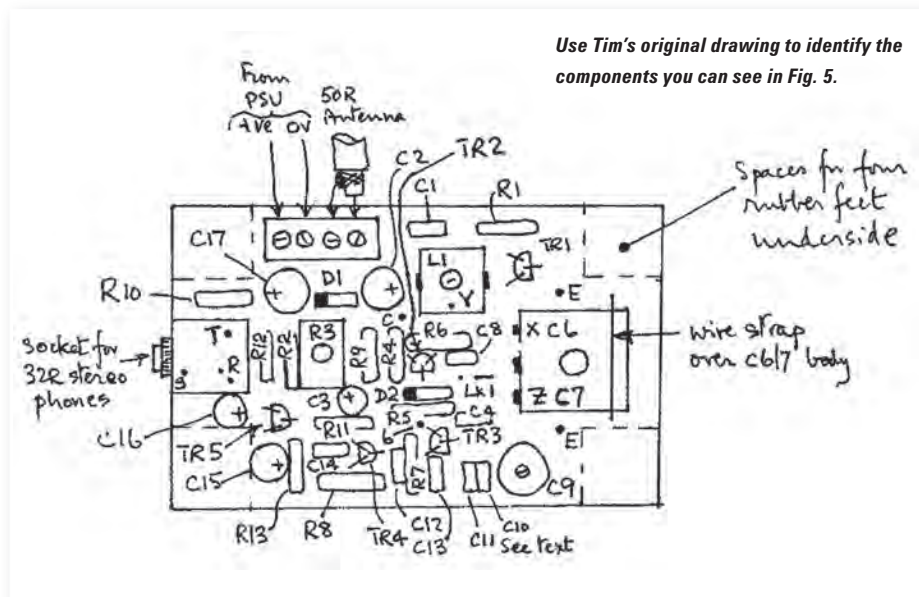 Use Tim's original drawing to identify the
components you can see in Fig. 5.
From
PSU
+ve 0V
50R
Antenna
C2
TR2
C1
R1
Spaces for four
rubber feet
underside
C17
D1
L1
Y
TR1
E
R10
C
R6
C8
X C6
wire strap
over C6/7 body
Socket for
32R stereo
phones
T
R
S
R12
R2
R3
R9
R4
D2
Lk1
Z C7
C3
R5
C4
C16
TR5
R11
6
TR3
E
C15
C14
R7
C9
R13
R8
TR4
C12
C13
C11
C10
See text